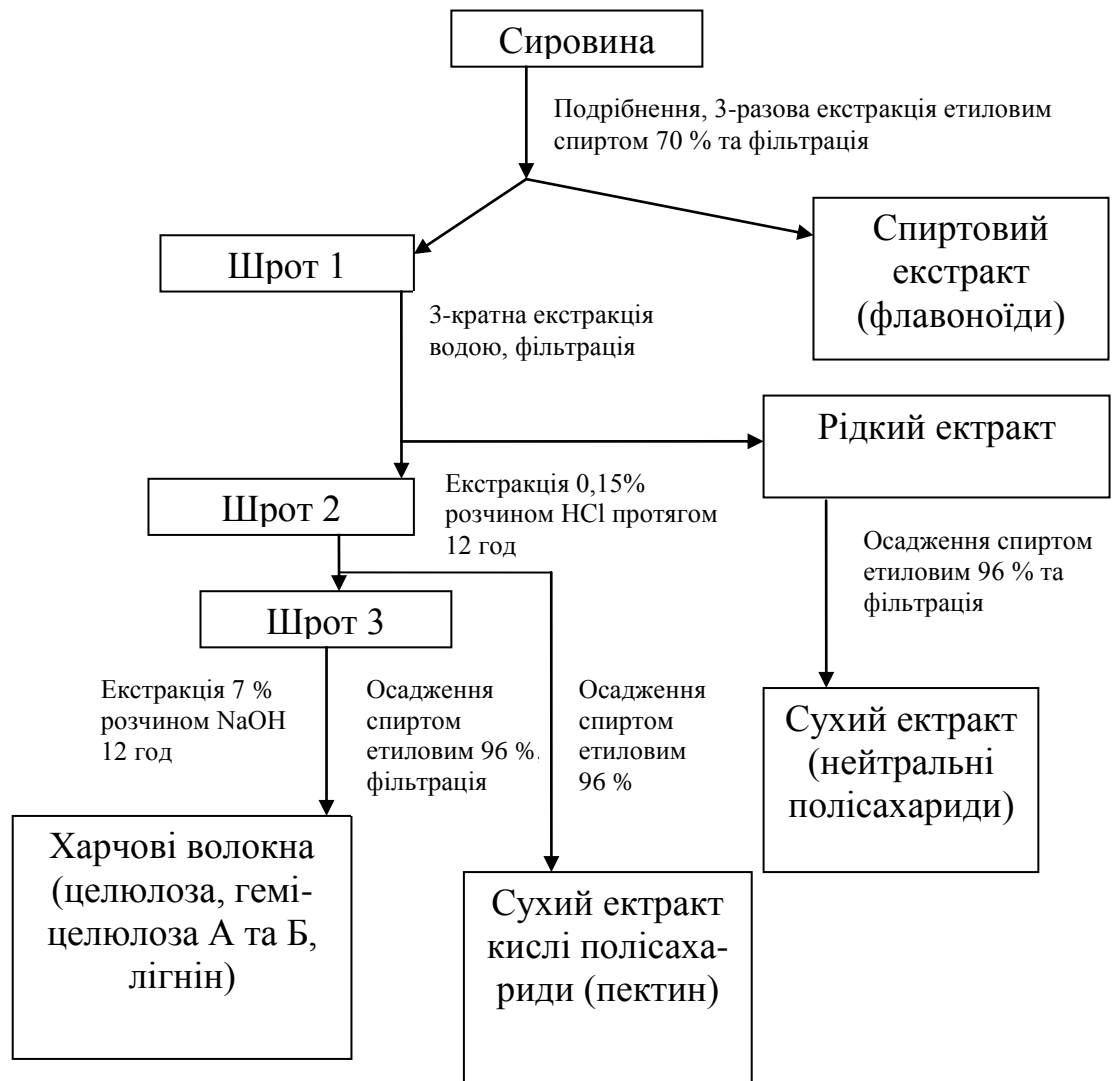 Сировина
Подрібнення, 3-разова екстракція етиловим
спиртом 70 % та фільтрація
Спиртовий
екстракт
(флавоноїди)
Шрот 1
3-кратна екстракція
водою, фільтрація
Рідкий ектракт
Шрот 2
Екстракція 0,15%
розчином HCl протягом
12 год
Осадження спиртом
етиловим 96 % та
фільтрація
Шрот 3
Екстракція 7 %
розчином NaOH
12 год
Осадження
спиртом
етиловим 96 %.
фільтрація
Осадження
спиртом
етиловим
96 %
Сухий ектракт
(нейтральні
полісахариди)
Харчові волокна
(целюлоза, гемі-
целюлоза А та Б,
лігнін)
Сухий ектракт
кислі полісаха-
риди (пектин)